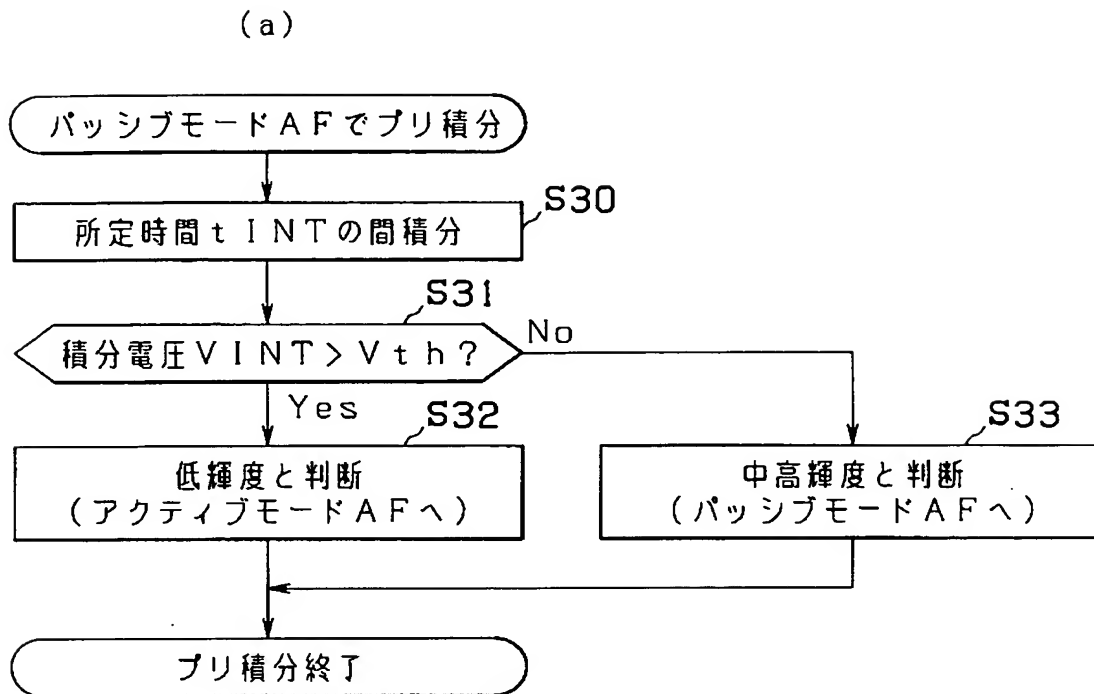 (a)
パッシブモードAFでプリ積分
S30
所定時間tINTの間積分
S31
積分電圧VINT>Vth?
No
Yes
S32
低輝度と判断
(アクティブモードAFへ)
S33
中高輝度と判断
(パッシブモードAFへ)
プリ積分終了